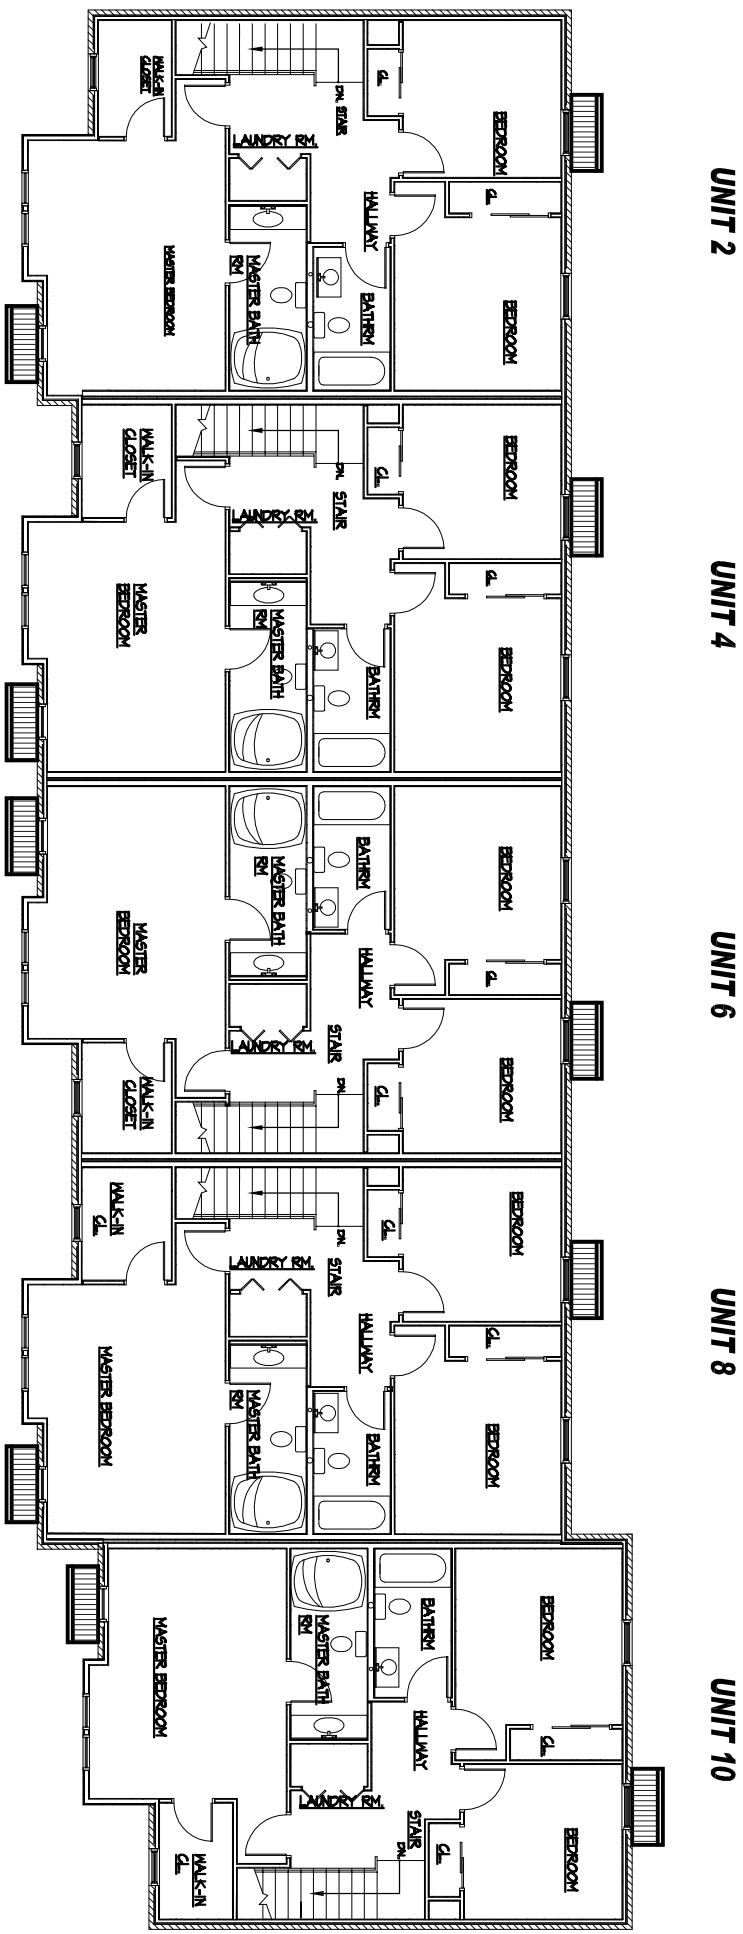 UNIT 2
BEDROOM
CL.
WALK-IN
CLOSET
DN.
STAIR
LAUNDRY RM.
HALLWAY
CL.
BEDROOM
BATHRM
MASTER BATH
RM
MASTER BEDROOM
UNIT 4
BEDROOM
CL.
WALK-IN
CLOSET
DN.
STAIR
LAUNDRY RM.
CL.
BEDROOM
BATHRM
MASTER BATH
RM
MASTER
BEDROOM
UNIT 6
BEDROOM
BATHRM
MASTER BATH
RM
MASTER
BEDROOM
HALLWAY
CL.
LAUNDRY RM.
STAIR
DN.
BEDROOM
CL.
WALK-IN
CLOSET
UNIT 8
BEDROOM
CL.
WALK-IN
CL.
DN.
STAIR
LAUNDRY RM.
HALLWAY
CL.
BEDROOM
BATHRM
MASTER BATH
RM
MASTER BEDROOM
UNIT 10
BEDROOM
BATHRM
MASTER BATH
RM
MASTER BEDROOM
HALLWAY
CL.
LAUNDRY RM.
STAIR
DN.
BEDROOM
CL.
WALK-IN
CL.